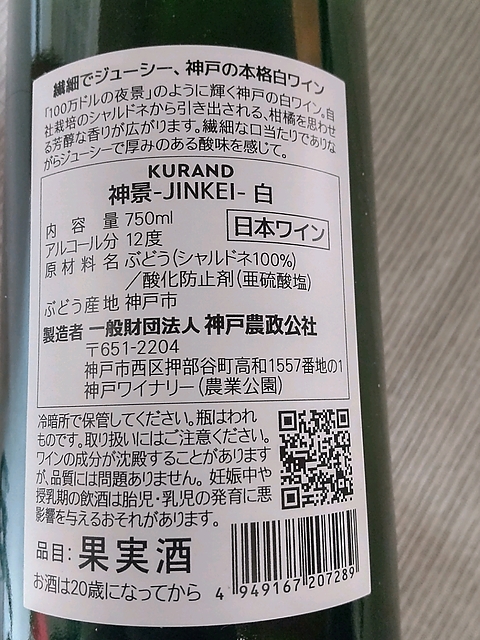 繊細でジューシー、神戸の本格白ワイン
「100万ドルの夜景」のように輝く神戸の白ワイン。自
社栽培のシャルドネから引き出される、柑橘を思わせ
る芳醇な香りが広がります。繊細な口当たりでありな
がらジューシーで厚みのある酸味を感じて。
KURAND
神景-JINKEI- 白
内容量 750ml
日本ワイン
アルコール分 12度
原材料名 ぶどう(シャルドネ100%)
/酸化防止剤(亜硫酸塩)
ぶどう産地 神戸市
製造者 一般財団法人 神戸農政公社
〒651-2204
神戸市西区押部谷町高和1557番地の1
神戸ワイナリー(農業公園)
冷暗所で保管してください。瓶はわれ
ものです。取り扱いにはご注意ください。
ワインの成分が沈殿することがあります
が、品質には問題ありません。妊娠中や
授乳期の飲酒は胎児・乳児の発育に悪
影響を与えるおそれがあります。
品目:果実酒
お酒は20歳になってから
4 949167 207289